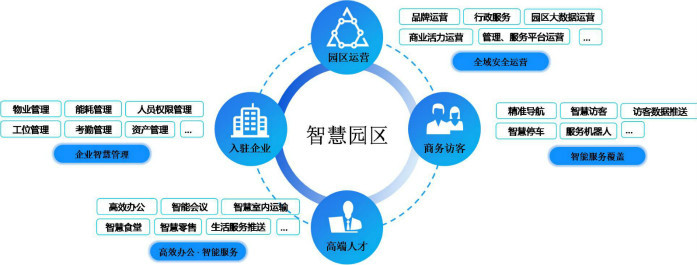 品牌运营 行政服务 园区大数据运营
商业活力运营 管理、服务平台运营 ...
全域安全运营
园区运营
物业管理 能耗管理 人员权限管理
工位管理 考勤管理 资产管理 ...
企业智慧管理
入驻企业
智慧园区
商务访客
精准导航 智慧访客 访客数据推送
智慧停车 服务机器人 ...
智能服务覆盖
高效办公 智能会议 智慧室内运输
智慧食堂 智慧零售 生活服务推送 ...
高效办公·智能服务
高端人才